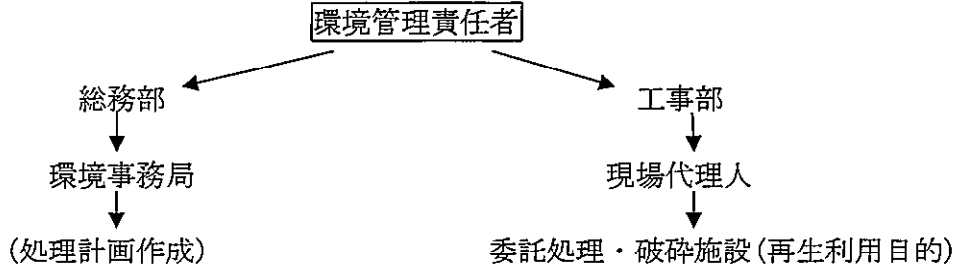 環境管理責任者
総務部 工事部
環境事務局 現場代理人
(処理計画作成) 委託処理・破砕施設(再生利用目的)